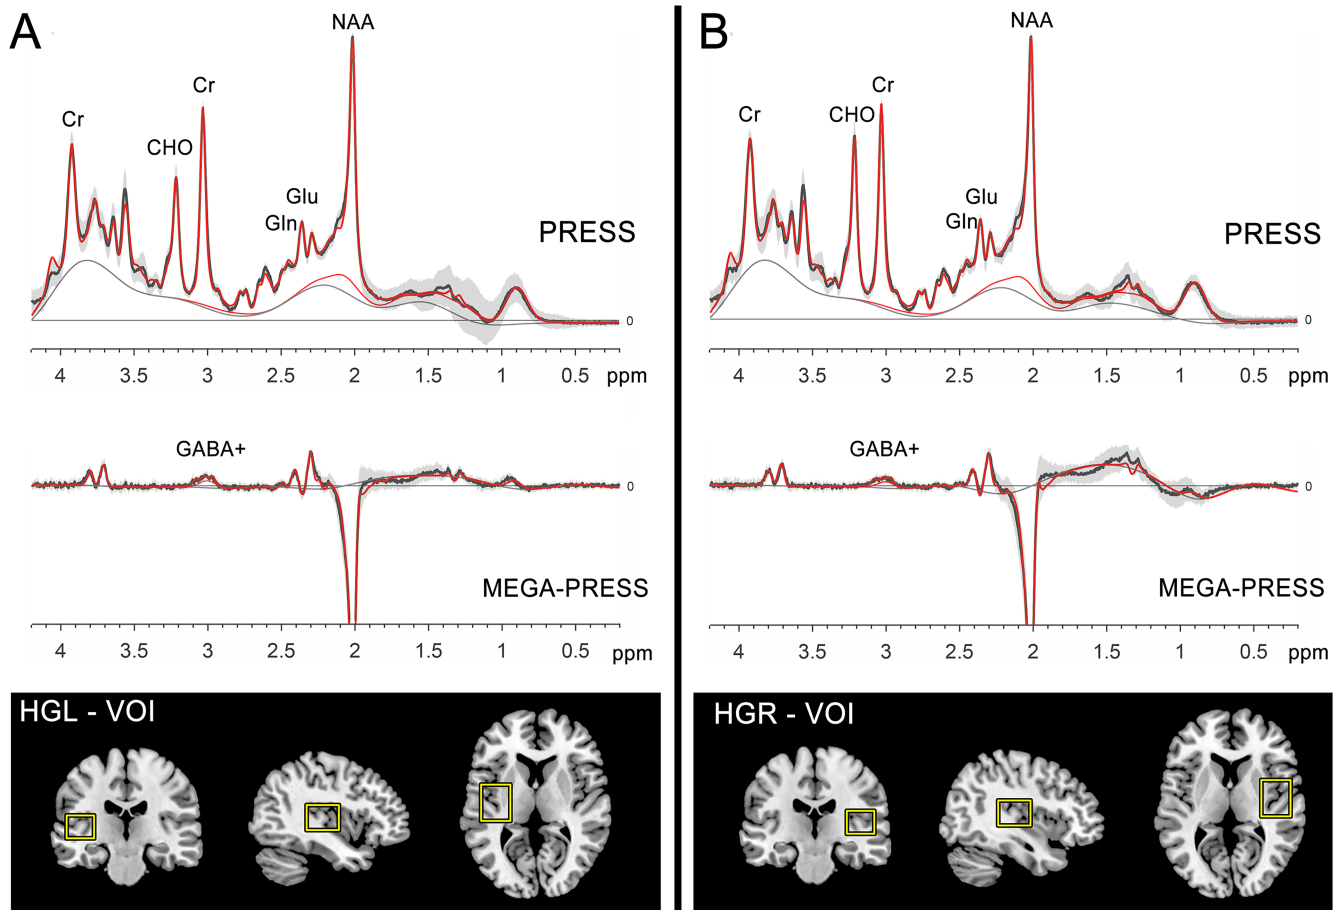 A
NAA
Cr
Cr
CHO
Glu
Gln
PRESS
0
4 3.5 3 2.5 2 1.5 1 0.5 ppm
GABA+
0
MEGA-PRESS
4 3.5 3 2.5 2 1.5 1 0.5 ppm
HGL - VOI
B
NAA
Cr
Cr
CHO
Glu
Gln
PRESS
0
4 3.5 3 2.5 2 1.5 1 0.5 ppm
GABA+
0
MEGA-PRESS
4 3.5 3 2.5 2 1.5 1 0.5 ppm
HGR - VOI